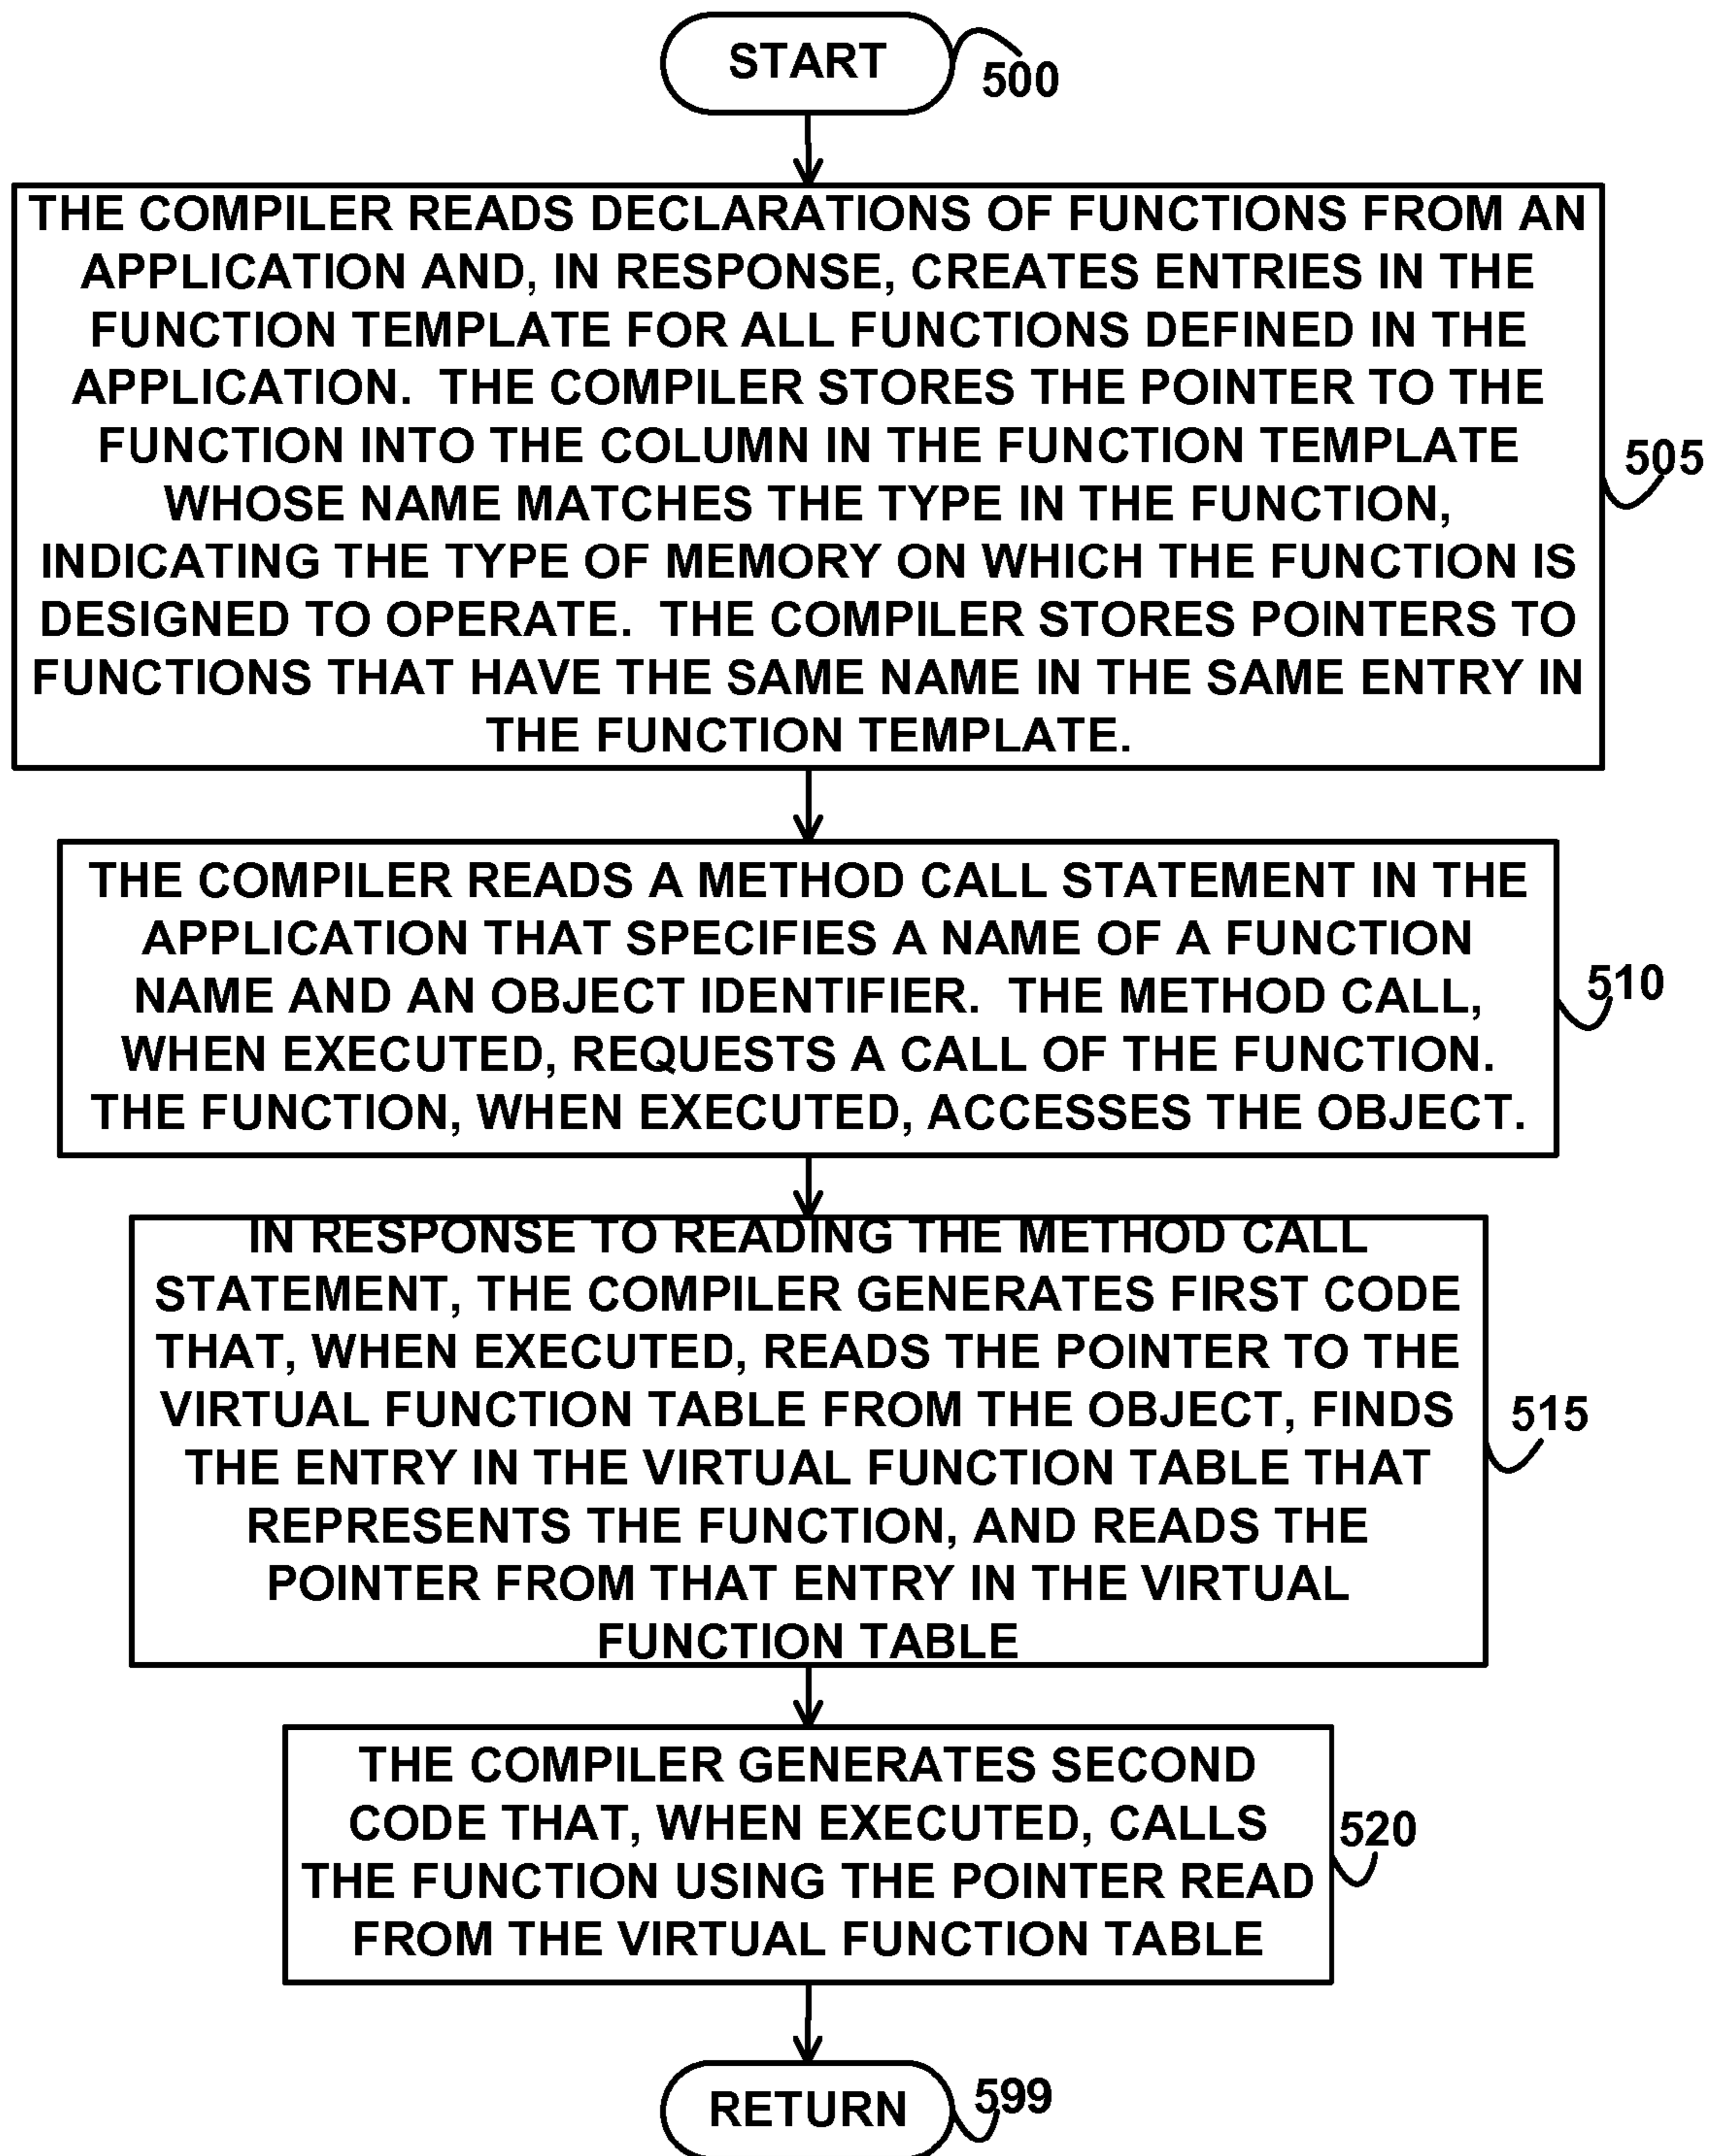 START
500
THE COMPILER READS DECLARATIONS OF FUNCTIONS FROM AN
APPLICATION AND, IN RESPONSE, CREATES ENTRIES IN THE
FUNCTION TEMPLATE FOR ALL FUNCTIONS DEFINED IN THE
APPLICATION. THE COMPILER STORES THE POINTER TO THE
FUNCTION INTO THE COLUMN IN THE FUNCTION TEMPLATE
WHOSE NAME MATCHES THE TYPE IN THE FUNCTION,
INDICATING THE TYPE OF MEMORY ON WHICH THE FUNCTION IS
DESIGNED TO OPERATE. THE COMPILER STORES POINTERS TO
FUNCTIONS THAT HAVE THE SAME NAME IN THE SAME ENTRY IN
THE FUNCTION TEMPLATE.
505
THE COMPILER READS A METHOD CALL STATEMENT IN THE
APPLICATION THAT SPECIFIES A NAME OF A FUNCTION
NAME AND AN OBJECT IDENTIFIER. THE METHOD CALL,
WHEN EXECUTED, REQUESTS A CALL OF THE FUNCTION.
THE FUNCTION, WHEN EXECUTED, ACCESSES THE OBJECT.
510
IN RESPONSE TO READING THE METHOD CALL
STATEMENT, THE COMPILER GENERATES FIRST CODE
THAT, WHEN EXECUTED, READS THE POINTER TO THE
VIRTUAL FUNCTION TABLE FROM THE OBJECT, FINDS
THE ENTRY IN THE VIRTUAL FUNCTION TABLE THAT
REPRESENTS THE FUNCTION, AND READS THE
POINTER FROM THAT ENTRY IN THE VIRTUAL
FUNCTION TABLE
515
THE COMPILER GENERATES SECOND
CODE THAT, WHEN EXECUTED, CALLS
THE FUNCTION USING THE POINTER READ
FROM THE VIRTUAL FUNCTION TABLE
520
RETURN
599